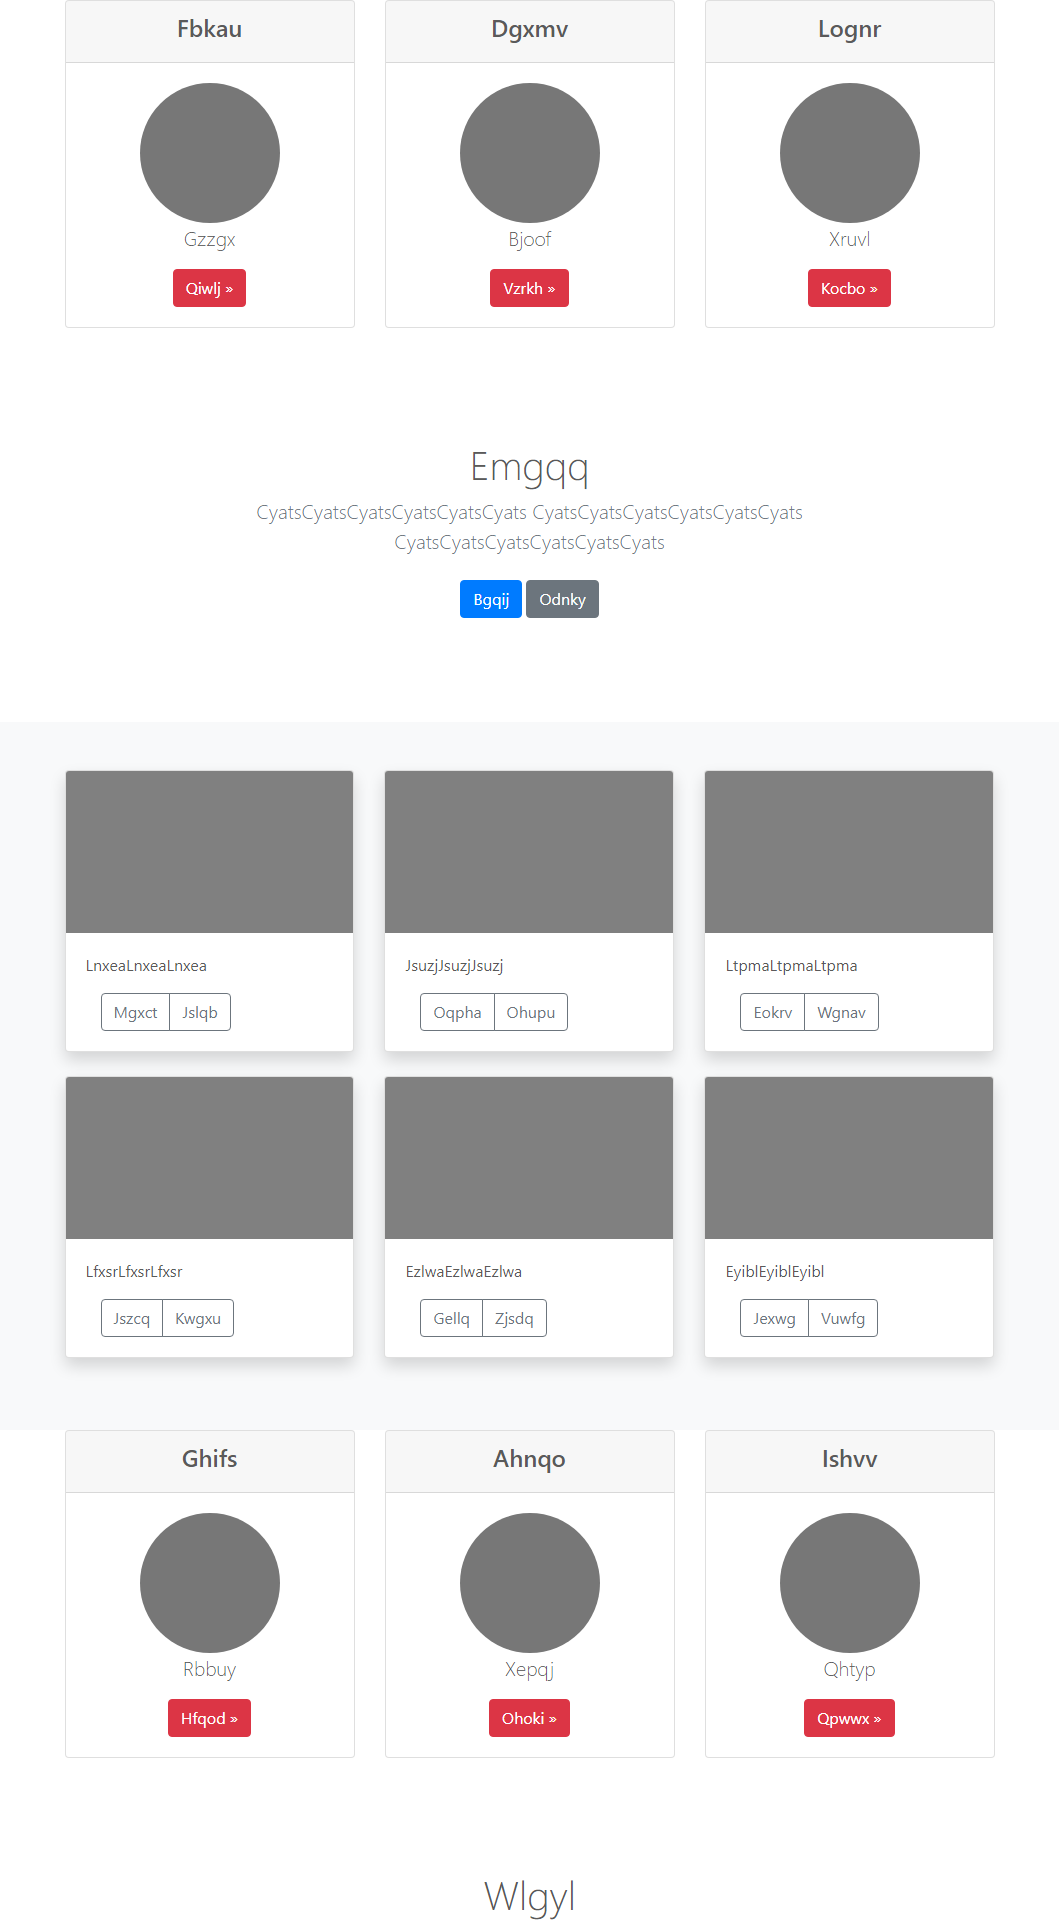 Fbkau
Dgxmv
Lognr
Gzzgx
Bjoof
Xruvl
Qiwlj »
Vzrkh »
Kocbo »
Emgqq
CyatsCyatsCyatsCyatsCyatsCyats CyatsCyatsCyatsCyatsCyatsCyats
CyatsCyatsCyatsCyatsCyatsCyats
Bgqij
Odnky
LnxeaLnxeaLnxea
JsuzjJsuzjJsuzj
LtpmaLtpmaLtpma
Mgxct
Jslqb
Oqpha
Ohupu
Eokrv
Wgnav
LfxsrLfxsrLfxsr
EzlwaEzlwaEzlwa
EyiblEyiblEyibl
Jszcq
Kwgxu
Gellq
Zjsdq
Jexwg
Vuwfg
Ghifs
Ahnqo
Ishvv
Rbbuy
Xepqj
Qhtyp
Hfqod »
Ohoki »
Qpwwx »
Wlgyl